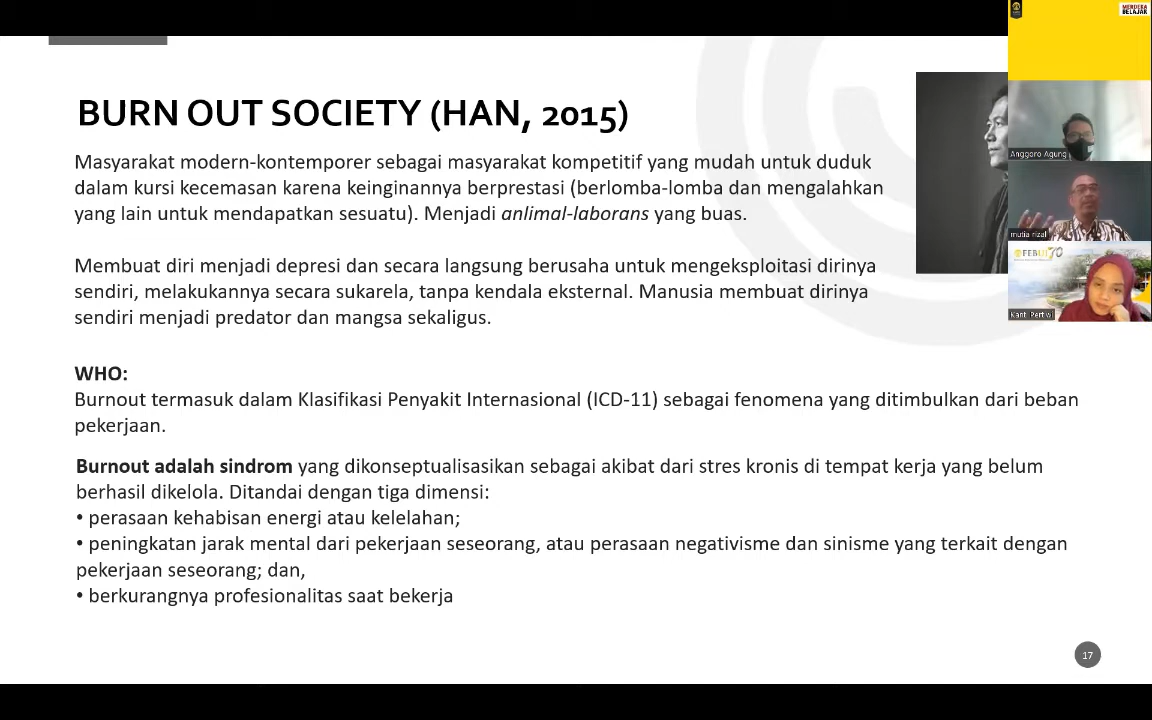 MERDEKA
BELAJAR
BURN OUT SOCIETY (HAN, 2015)
Masyarakat modern-kontemporer sebagai masyarakat kompetitif yang mudah untuk duduk
dalam kursi kecemasan karena keinginannya berprestasi (berlomba-lomba dan mengalahkan
yang lain untuk mendapatkan sesuatu). Menjadi anlimal-laborans yang buas.
Membuat diri menjadi depresi dan secara langsung berusaha untuk mengeksploitasi dirinya
sendiri, melakukannya secara sukarela, tanpa kendala eksternal. Manusia membuat dirinya
sendiri menjadi predator dan mangsa sekaligus.
WHO:
Burnout termasuk dalam Klasifikasi Penyakit Internasional (ICD-11) sebagai fenomena yang ditimbulkan dari beban
pekerjaan.
Burnout adalah sindrom yang dikonseptualisasikan sebagai akibat dari stres kronis di tempat kerja yang belum
berhasil dikelola. Ditandai dengan tiga dimensi:
• perasaan kehabisan energi atau kelelahan;
• peningkatan jarak mental dari pekerjaan seseorang, atau perasaan negativisme dan sinisme yang terkait dengan
pekerjaan seseorang; dan,
• berkurangnya profesionalitas saat bekerja
17
Anggoro Agung
mutia rizal
FEBUI 70
Kanti Pertiwi